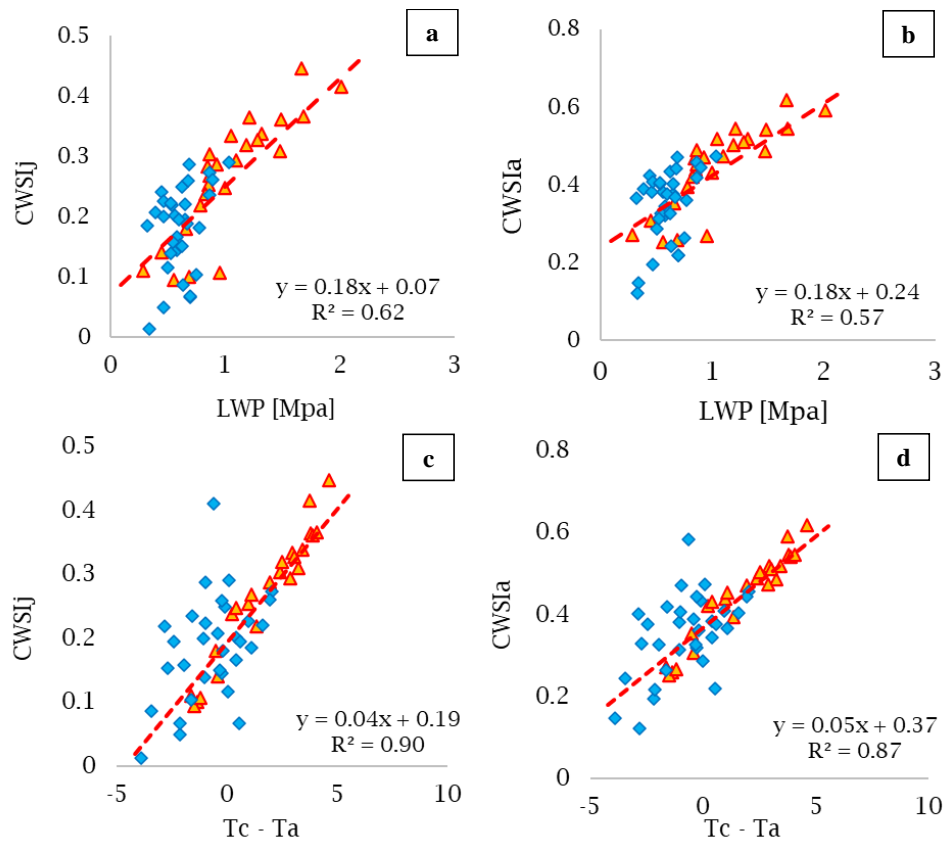 a
0.5
0.4
0.3
0.2
0.1
0
CWSIj
y = 0.18x + 0.07
R² = 0.62
0
1
2
3
LWP [Mpa]
b
0.8
0.6
0.4
0.2
0
CWSIa
y = 0.18x + 0.24
R² = 0.57
0
1
2
3
LWP [Mpa]
c
0.5
0.4
0.3
0.2
0.1
0
CWSIj
y = 0.04x + 0.19
R² = 0.90
-5
0
5
10
Tc - Ta
d
0.8
0.6
0.4
0.2
0
CWSIa
y = 0.05x + 0.37
R² = 0.87
-5
0
5
10
Tc - Ta